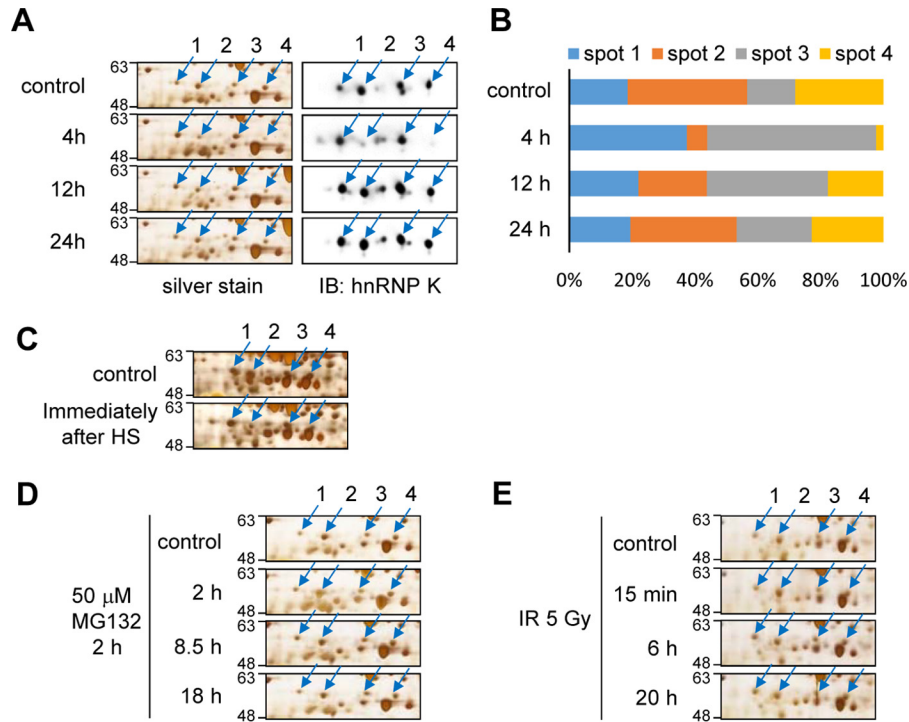 A
1 2 3 4
1 2 3 4
control
63
48
4h
63
48
12h
63
48
24h
63
48
silver stain
IB: hnRNP K
B
spot 1 spot 2 spot 3 spot 4
control
4 h
12 h
24 h
0% 20% 40% 60% 80% 100%
C
1 2 3 4
control
63
48
Immediately
after HS
63
48
D
1 2 3 4
50 μM
MG132
2 h
control
63
48
2 h
63
48
8.5 h
63
48
18 h
63
48
E
1 2 3 4
IR 5 Gy
control
63
48
15 min
63
48
6 h
63
48
20 h
63
48